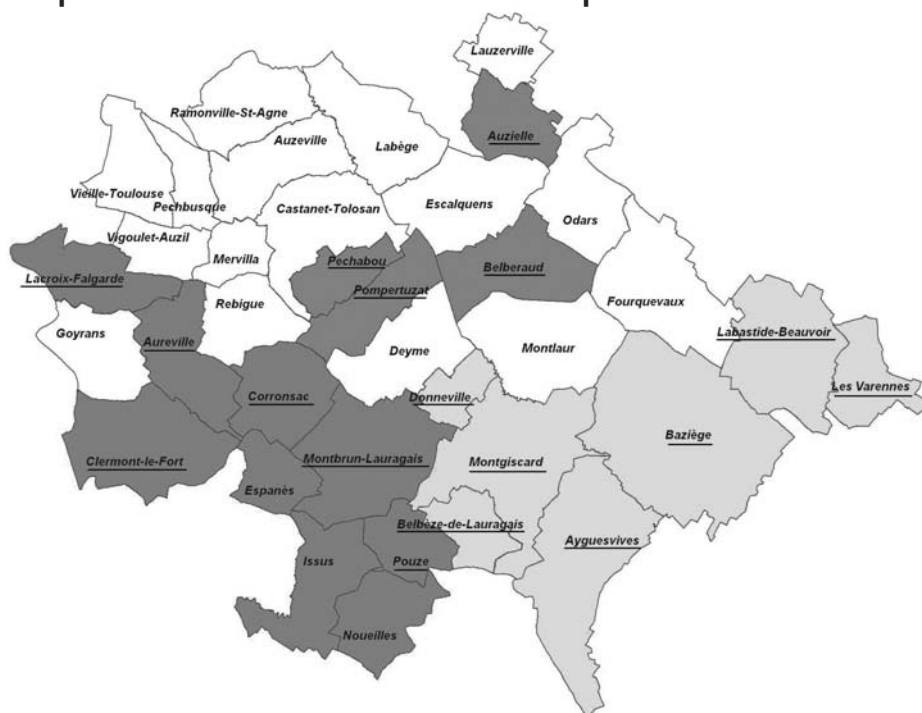 Lauzerville
Ramonville-St-Agne
Auzielle
Auzeville
Labège
Vieille-Toulouse
Pechbusque
Castanet-Tolosan
Escalquens
Odars
Vigoulet-Auzil
Mervilla
Pechabou
Belberaud
Lacroix-Falgarde
Pompertuzat
Rebigue
Fourquevaux
Goyrans
Aureville
Deyme
Montlaur
Labastide-Beauvoir
Les Varennes
Corronsac
Donneville
Baziège
Clermont-le-Fort
Montbrun-Lauragais
Montgiscard
Espanès
Belbèze-de-Lauragais
Ayguesvives
Issus
Pouze
Noueilles